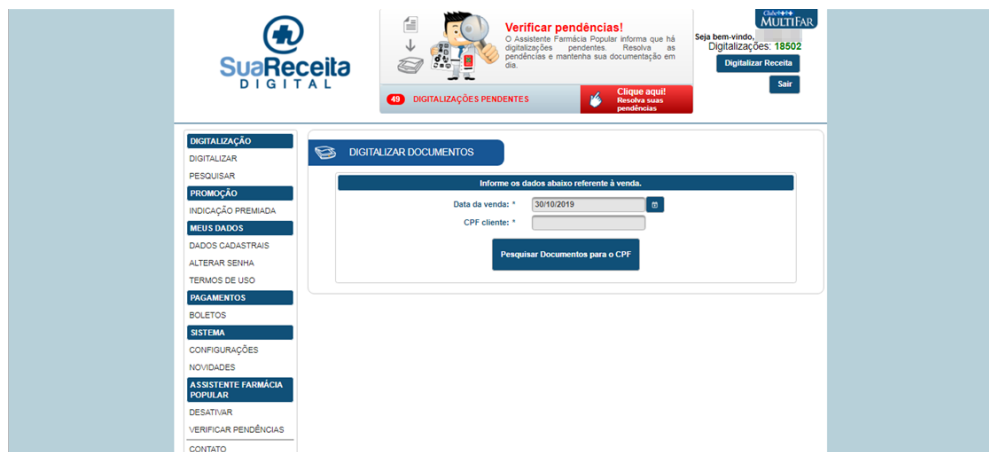 SuaReceita
DIGITAL
Verificar pendências!
O Assistente Farmácia Popular informa que há
digitalizações pendentes. Resolva as
pendências e mantenha sua documentação em
dia.
49 DIGITALIZAÇÕES PENDENTES
Clique aqui!
Resolva suas
pendências
MULTIFAR
Seja bem-vindo,
Digitalizações: 18502
Digitalizar Receita
Sair
DIGITALIZAÇÃO
DIGITALIZAR
PESQUISAR
PROMOÇÃO
INDICAÇÃO PREMIADA
MEUS DADOS
DADOS CADASTRAIS
ALTERAR SENHA
TERMOS DE USO
PAGAMENTOS
BOLETOS
SISTEMA
CONFIGURAÇÕES
NOVIDADES
ASSISTENTE FARMÁCIA
POPULAR
DESATIVAR
VERIFICAR PENDÊNCIAS
CONTATO
DIGITALIZAR DOCUMENTOS
Informe os dados abaixo referente à venda.
Data da venda: * 30/10/2019
CPF cliente: *
Pesquisar Documentos para o CPF